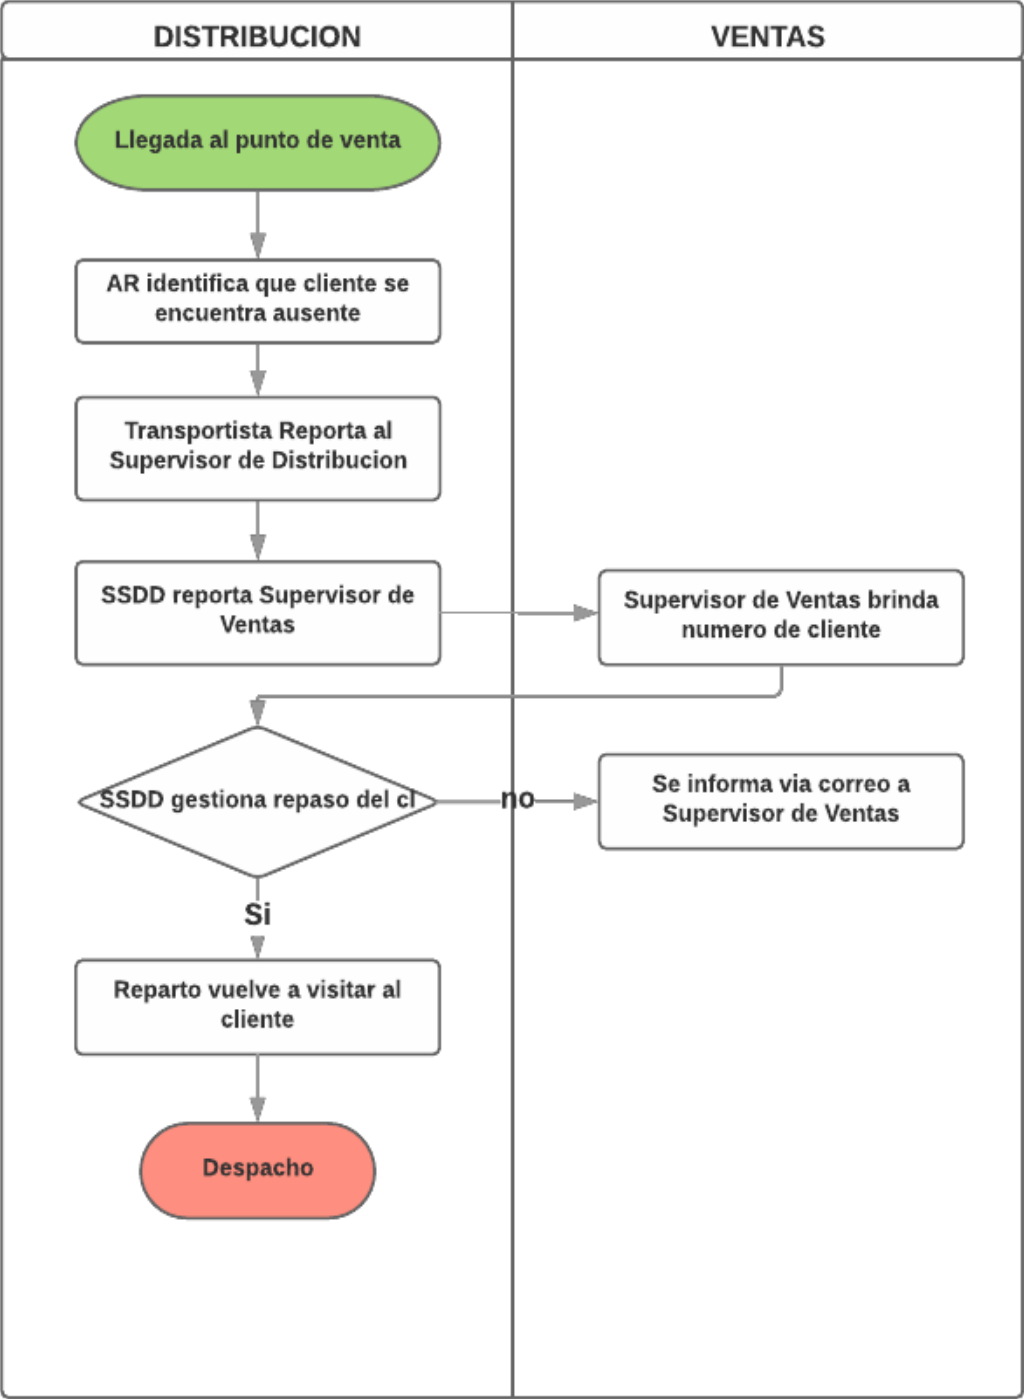 DISTRIBUCION
VENTAS
Llegada al punto de venta
AR identifica que cliente se
encuentra ausente
Transportista Reporta al
Supervisor de Distribucion
SSDD reporta Supervisor de
Ventas
Supervisor de Ventas brinda
numero de cliente
SSDD gestiona repaso del cl
no
Se informa via correo a
Supervisor de Ventas
Si
Reparto vuelve a visitar al
cliente
Despacho